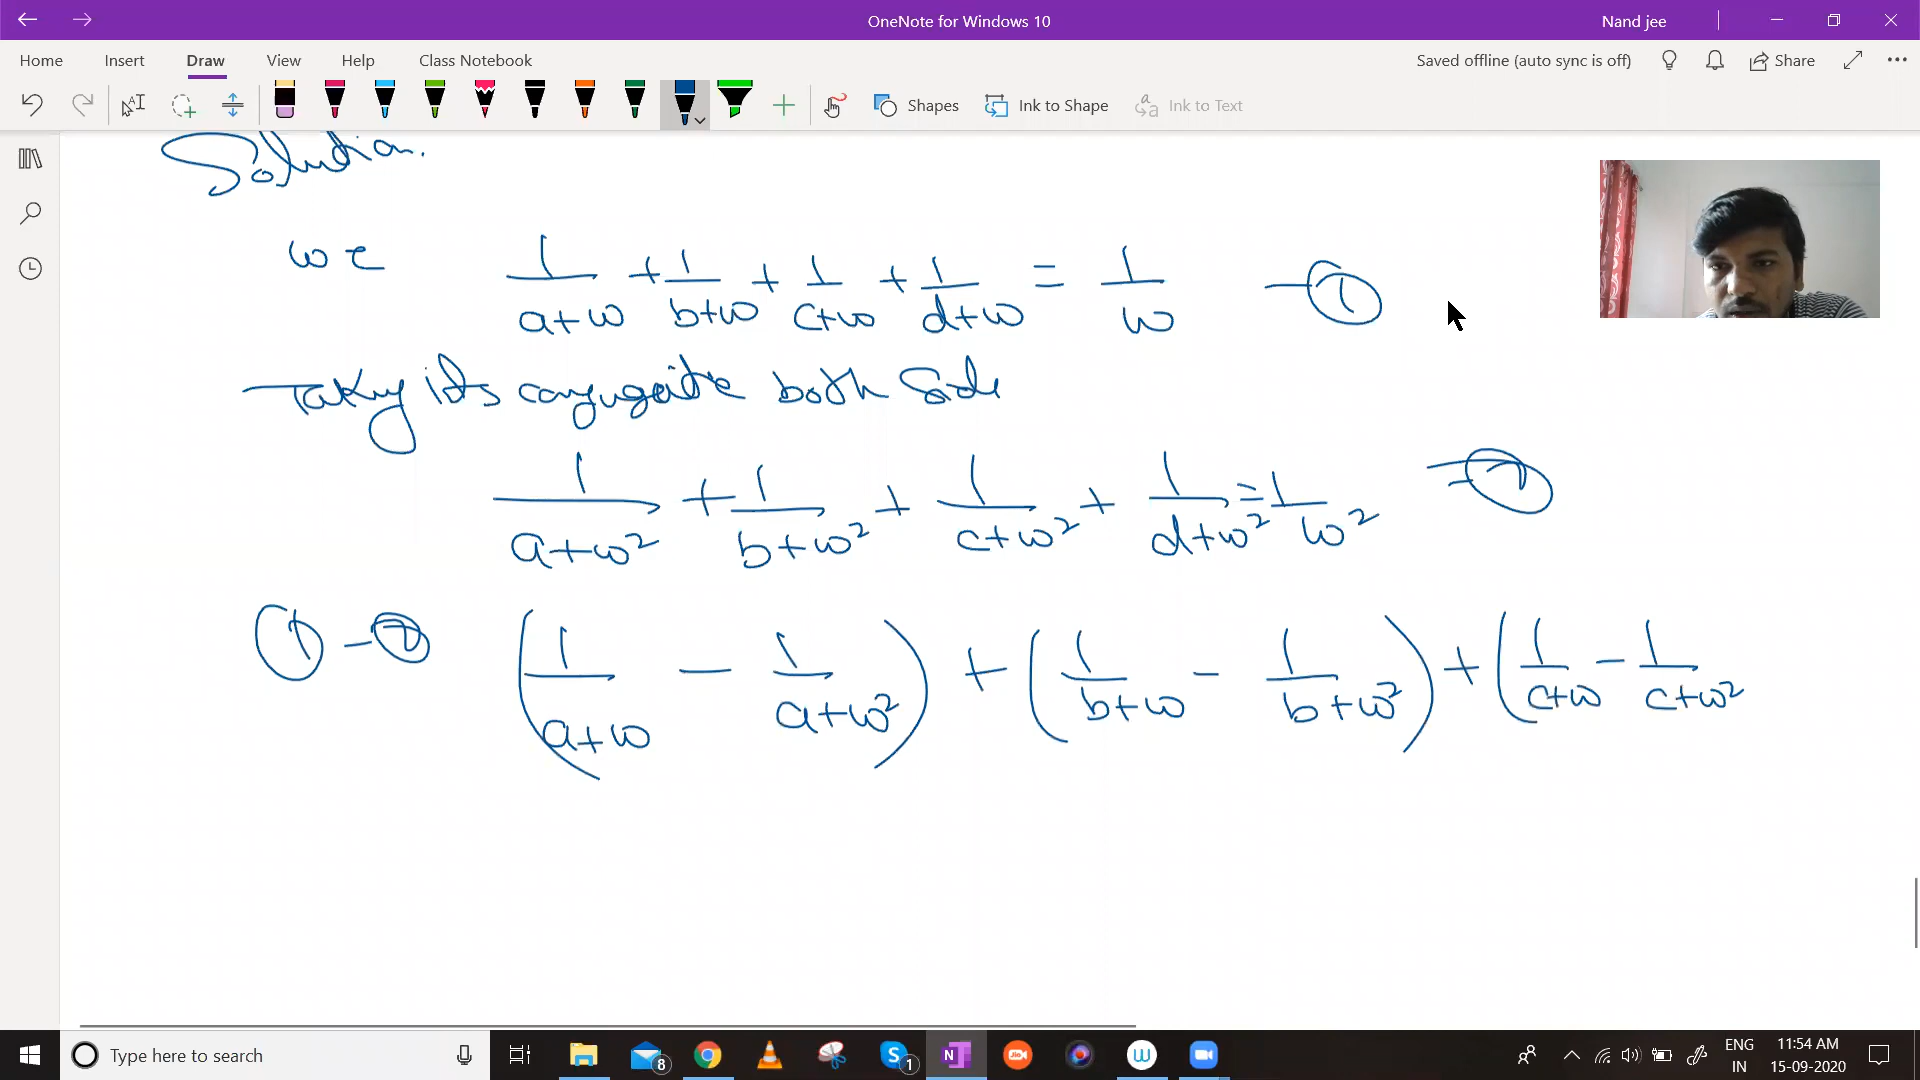 OneNote for Windows 10
Nand jee
Home Insert Draw View Help Class Notebook
Saved offline (auto sync is off) Share
Shapes Ink to Shape Ink to Text
Solution.
we 1/(a+ω) + 1/(b+ω) + 1/(c+ω) + 1/(d+ω) = 1/ω — ①
Taking its conjugate both side
1/(a+ω²) + 1/(b+ω²) + 1/(c+ω²) + 1/(d+ω²) = 1/ω² — ②
① - ② (1/(a+ω) - 1/(a+ω²)) + (1/(b+ω) - 1/(b+ω²)) + (1/(c+ω) - 1/(c+ω²)
Type here to search
8
1
ENG
IN
11:54 AM
15-09-2020